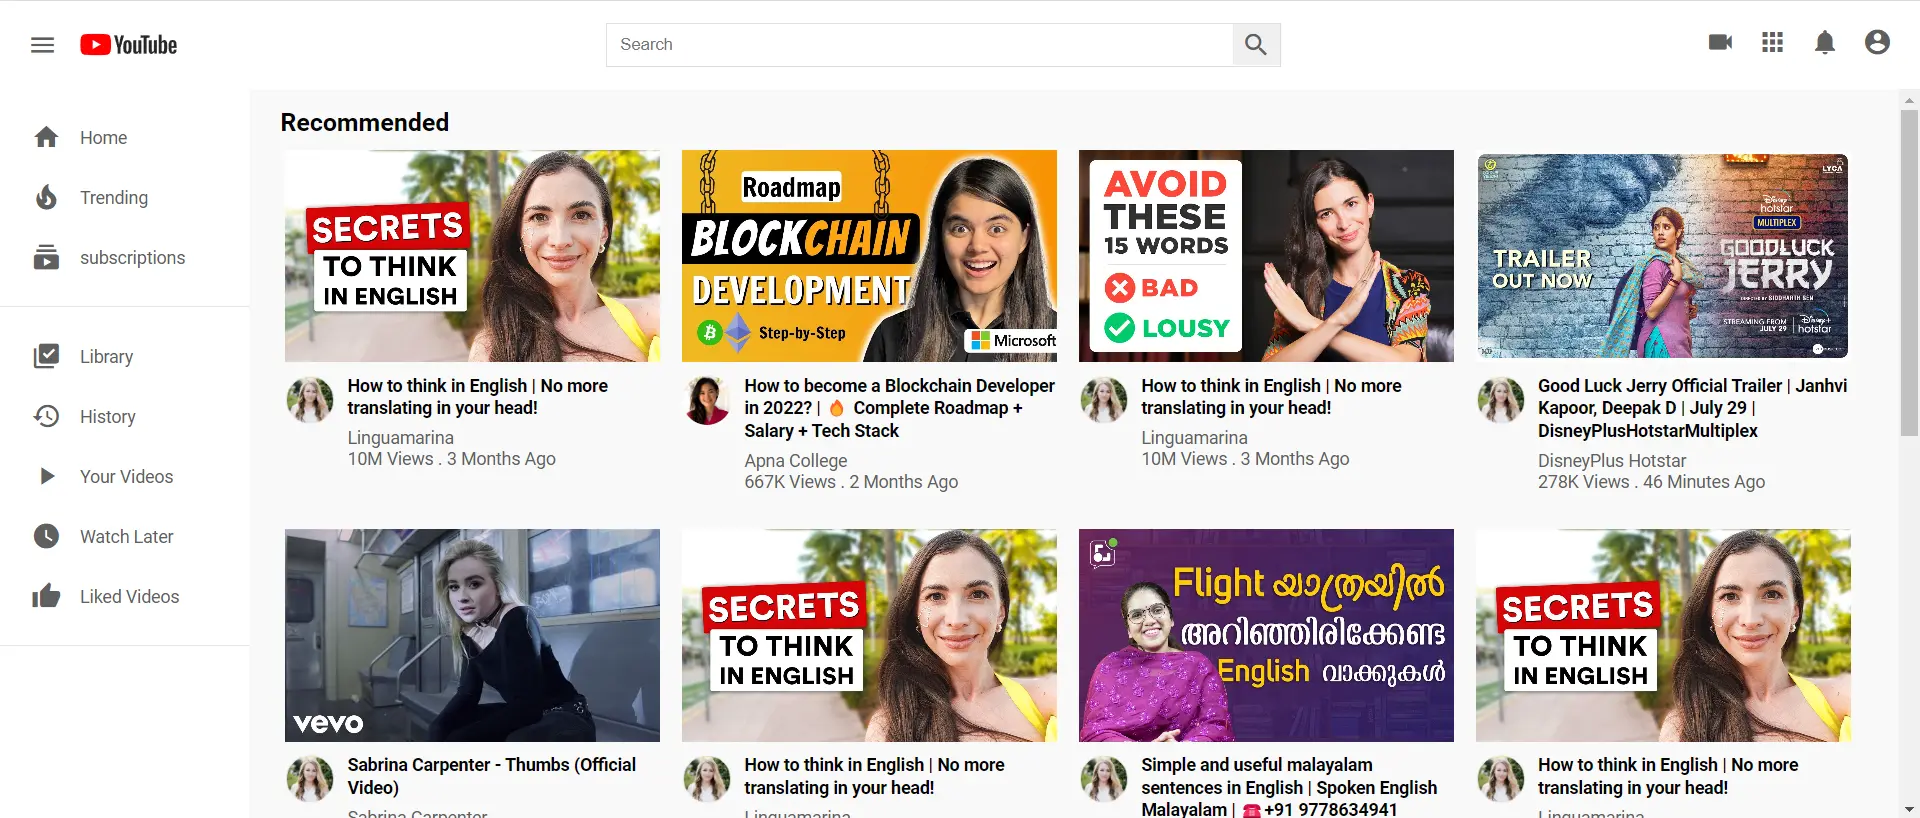 YouTube
Search
Home
Trending
subscriptions
Library
History
Your Videos
Watch Later
Liked Videos
Recommended
SECRETS
TO THINK
IN ENGLISH
How to think in English | No more
translating in your head!
Linguamarina
10M Views . 3 Months Ago
Roadmap
BLOCKCHAIN
DEVELOPMENT
Step-by-Step
Microsoft
How to become a Blockchain Developer
in 2022? | 🔥 Complete Roadmap +
Salary + Tech Stack
Apna College
667K Views . 2 Months Ago
AVOID
THESE
15 WORDS
BAD
LOUSY
How to think in English | No more
translating in your head!
Linguamarina
10M Views . 3 Months Ago
LYCA
Disney+
hotstar
MULTIPLEX
TRAILER
OUT NOW
GOODLUCK
JERRY
DIRECTED BY SIDDHARTH SEN
STREAMING FROM
JULY 29
Disney+
hotstar
Good Luck Jerry Official Trailer | Janhvi
Kapoor, Deepak D | July 29 |
DisneyPlusHotstarMultiplex
DisneyPlus Hotstar
278K Views . 46 Minutes Ago
vevo
Sabrina Carpenter - Thumbs (Official
Video)
Sabrina Carpenter
SECRETS
TO THINK
IN ENGLISH
How to think in English | No more
translating in your head!
Linguamarina
Flight യാത്രയിൽ
അറിഞ്ഞിരിക്കേണ്ട
English വാക്കുകൾ
Simple and useful malayalam
sentences in English | Spoken English
Malayalam | ☎️+91 9778634941
SECRETS
TO THINK
IN ENGLISH
How to think in English | No more
translating in your head!
Linguamarina